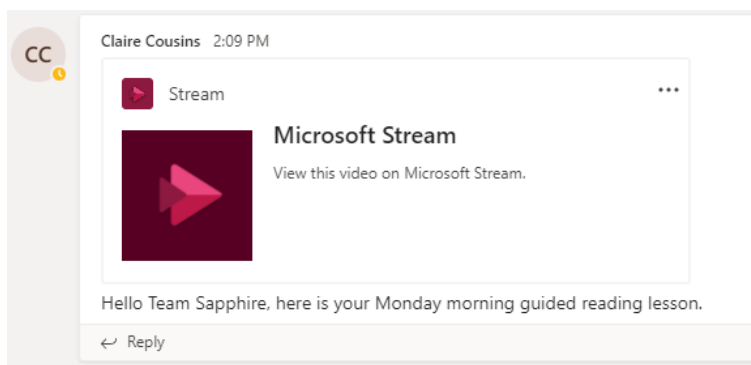 CC
Claire Cousins 2:09 PM
Stream
Microsoft Stream
View this video on Microsoft Stream.
Hello Team Sapphire, here is your Monday morning guided reading lesson.
Reply